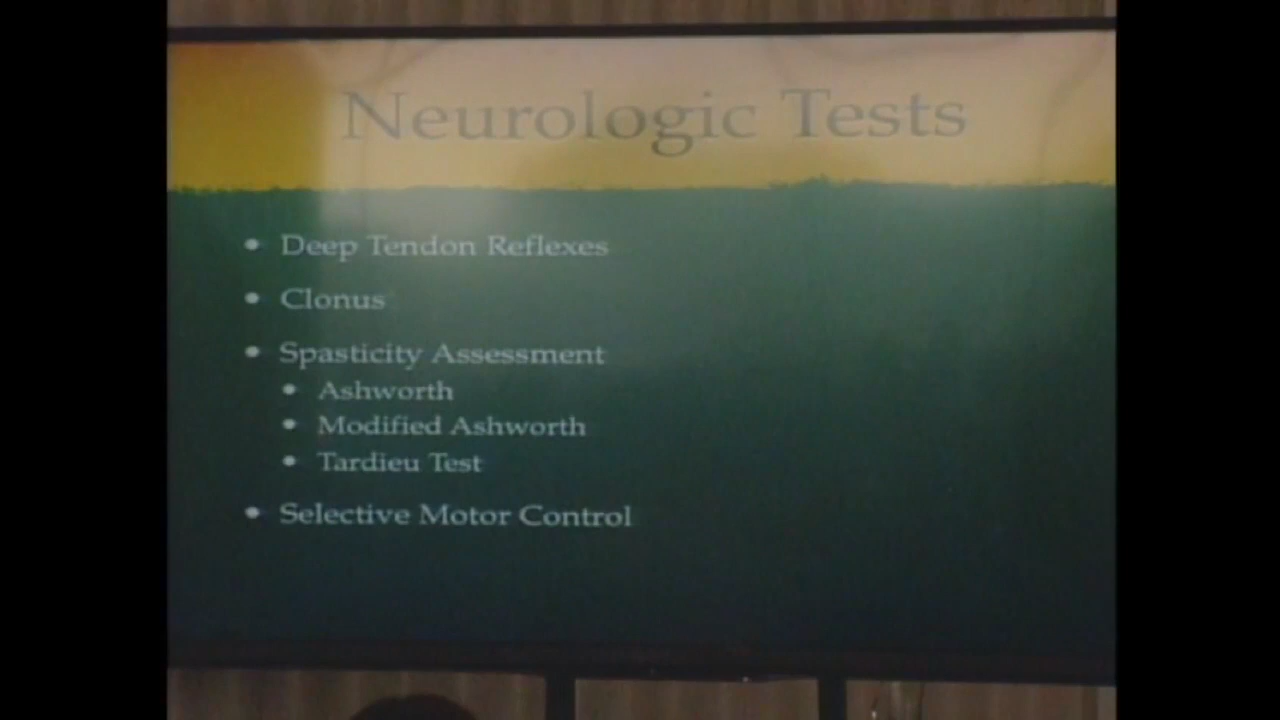 Neurologic Tests
• Deep Tendon Reflexes
• Clonus
• Spasticity Assessment
• Ashworth
• Modified Ashworth
• Tardieu Test
• Selective Motor Control